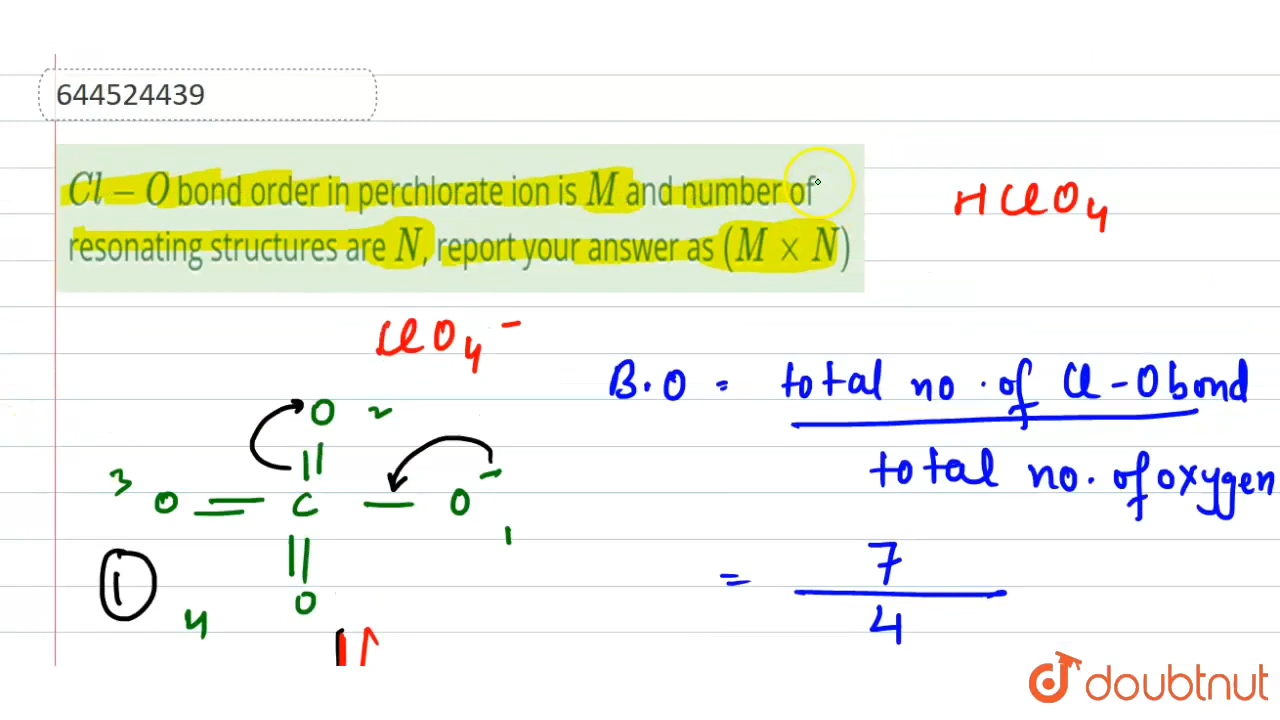 644524439
Cl – O bond order in perchlorate ion is M and number of
resonating structures are N, report your answer as (M × N)
HClO4
ClO4 −
B.O = total no. of Cl-O bond
total no. of oxygen
= 7
4
O 2
3 O = C — O −
1
||
O
4
1
doubtnut